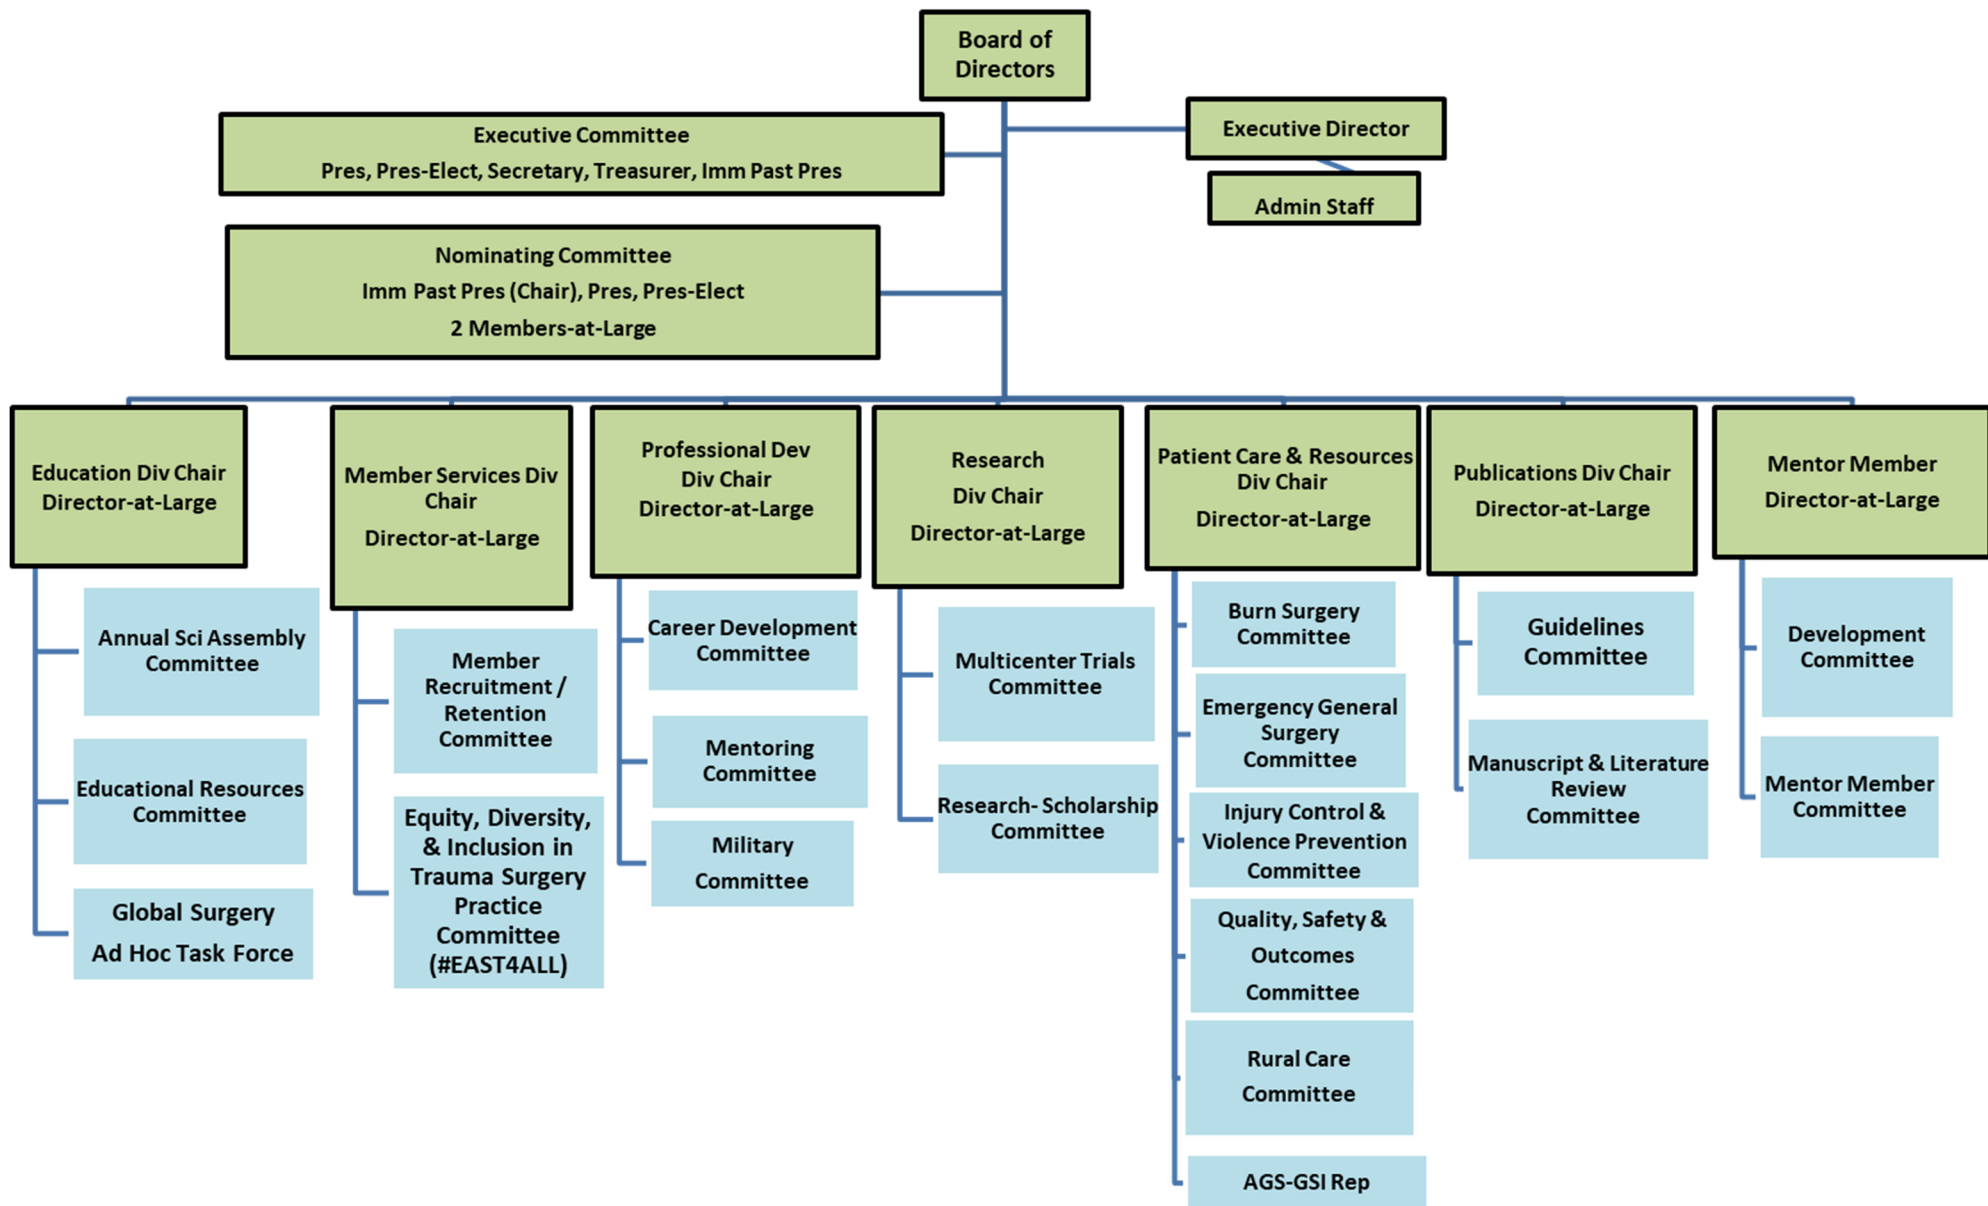 Board of
Directors
Executive Committee
Pres, Pres-Elect, Secretary, Treasurer, Imm Past Pres
Executive Director
Admin Staff
Nominating Committee
Imm Past Pres (Chair), Pres, Pres-Elect
2 Members-at-Large
Education Div Chair
Director-at-Large
Annual Sci Assembly
Committee
Educational Resources
Committee
Global Surgery
Ad Hoc Task Force
Member Services Div
Chair
Director-at-Large
Member
Recruitment /
Retention
Committee
Equity, Diversity,
& Inclusion in
Trauma Surgery
Practice
Committee
(#EAST4ALL)
Professional Dev
Div Chair
Director-at-Large
Career Development
Committee
Mentoring
Committee
Military
Committee
Research
Div Chair
Director-at-Large
Multicenter Trials
Committee
Research- Scholarship
Committee
Patient Care & Resources
Div Chair
Director-at-Large
Burn Surgery
Committee
Emergency General
Surgery
Committee
Injury Control &
Violence Prevention
Committee
Quality, Safety &
Outcomes
Committee
Rural Care
Committee
AGS-GSI Rep
Publications Div Chair
Director-at-Large
Guidelines
Committee
Manuscript & Literature
Review
Committee
Mentor Member
Director-at-Large
Development
Committee
Mentor Member
Committee